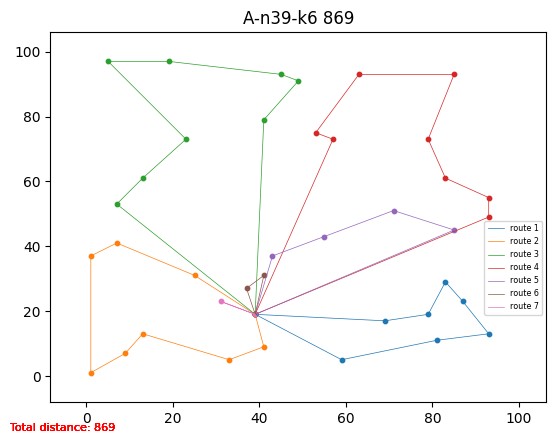 A-n39-k6 869
100
80
60
40
20
0
0 20 40 60 80 100
route 1
route 2
route 3
route 4
route 5
route 6
route 7
Total distance: 869